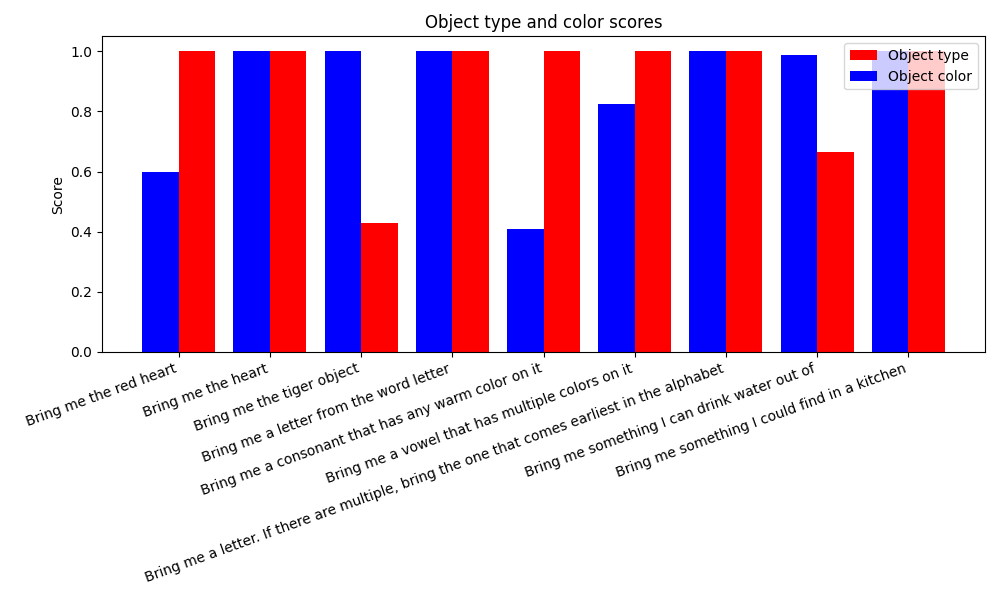 Object type and color scores
Object type
Object color
Score
1.0
0.8
0.6
0.4
0.2
0.0
Bring me the red heart
Bring me the heart
Bring me the tiger object
Bring me a letter from the word letter
Bring me a consonant that has any warm color on it
Bring me a vowel that has multiple colors on it
Bring me a letter. If there are multiple, bring the one that comes earliest in the alphabet
Bring me something I can drink water out of
Bring me something I could find in a kitchen